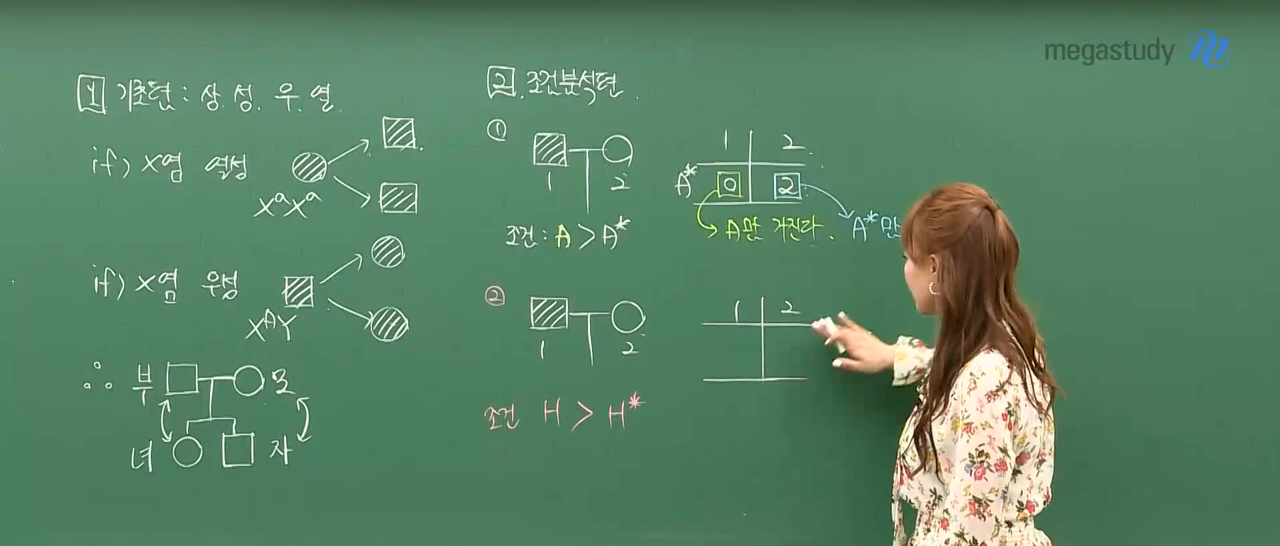 megastudy
1 기초편 : 상. 성. 우. 열.
if) X염 열성
XᵃXᵃ
if) X염 우성
XᴬY
∴ 부 모
녀 자
2. 조건분석편.
①
1 2
조건 : A > A*
1 2
A* 0 2
A만 가진다. A*만
②
1 2
조건 H > H*
1 2